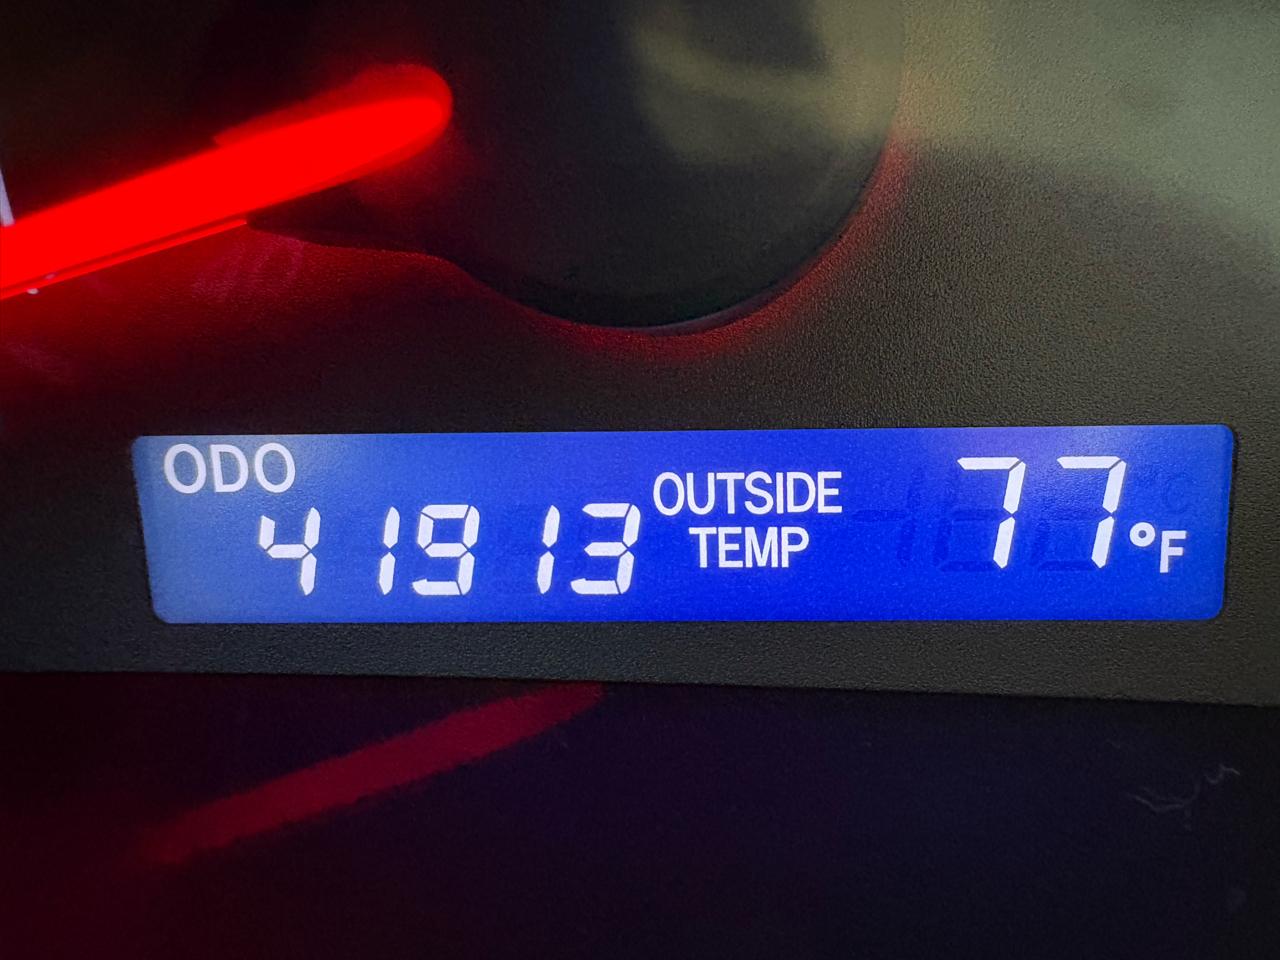 ODO
41913
OUTSIDE
TEMP
77°F